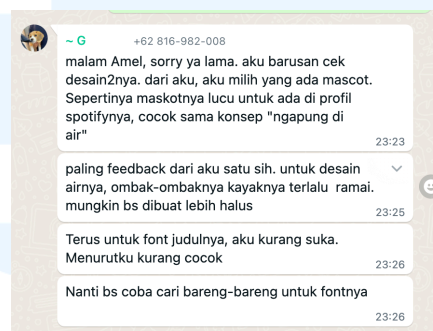 ~ G +62 816-982-008
malam Amel, sorry ya lama. aku barusan cek
desain2nya. dari aku, aku milih yang ada mascot.
Sepertinya maskotnya lucu untuk ada di profil
spotifynya, cocok sama konsep "ngapung di
air"
23:23
paling feedback dari aku satu sih. untuk desain
airnya, ombak-ombaknya kayaknya terlalu ramai.
mungkin bs dibuat lebih halus
23:25
Terus untuk font judulnya, aku kurang suka.
Menurutku kurang cocok
23:26
Nanti bs coba cari bareng-bareng untuk fontnya
23:26